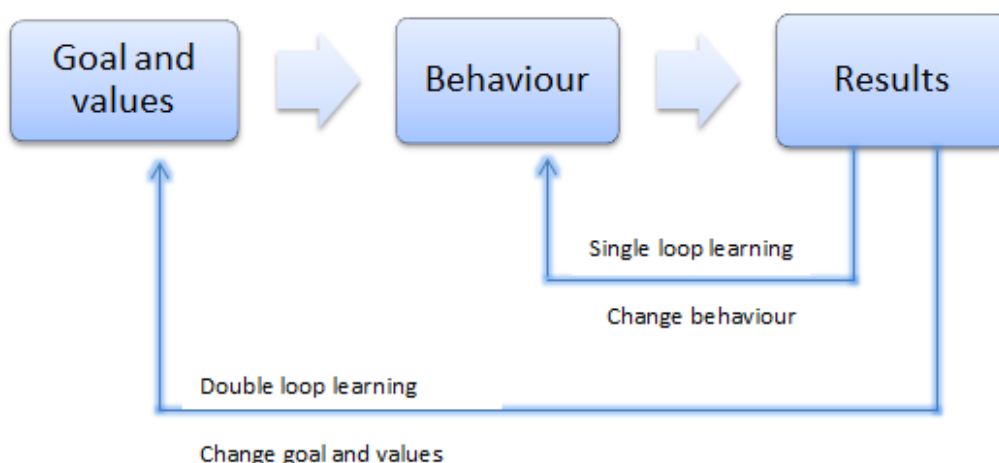 Goal and
values
Behaviour
Results
Single loop learning
Change behaviour
Double loop learning
Change goal and values